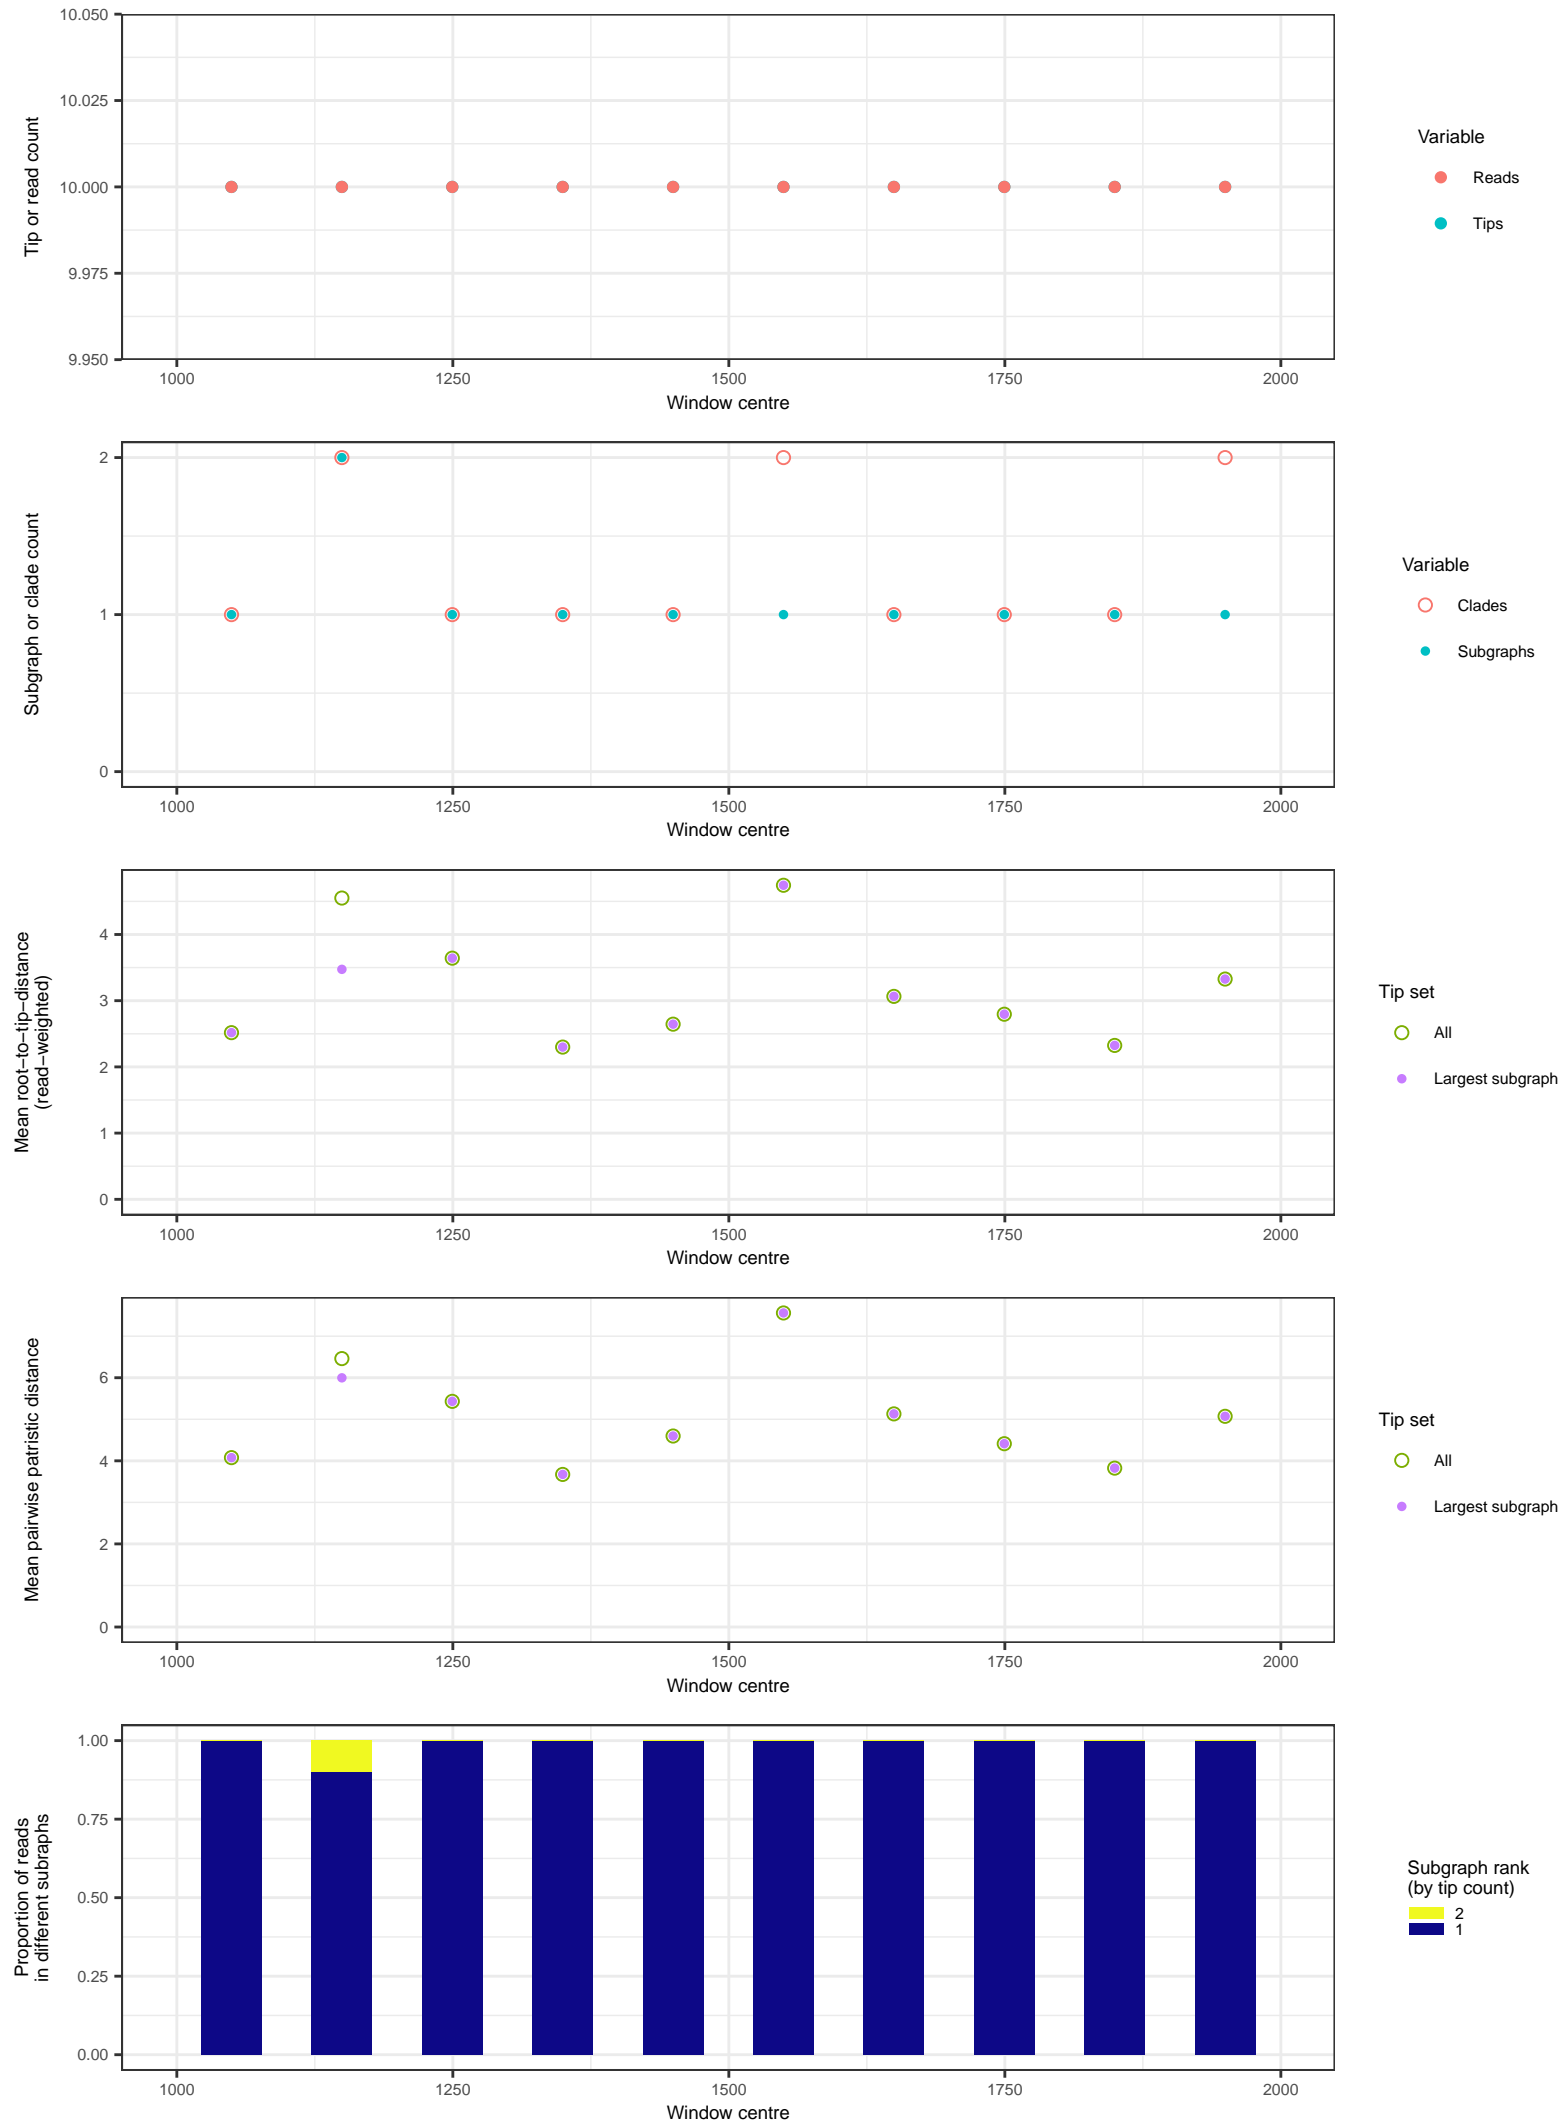 10.050
10.025
10.000
9.975
9.950
Tip or read count
1000 1250 1500 1750 2000
Window centre
Variable
Reads
Tips
2
1
0
Subgraph or clade count
1000 1250 1500 1750 2000
Window centre
Variable
Clades
Subgraphs
4
3
2
1
0
Mean root−to−tip−distance
(read−weighted)
1000 1250 1500 1750 2000
Window centre
Tip set
All
Largest subgraph
6
4
2
0
Mean pairwise patristic distance
1000 1250 1500 1750 2000
Window centre
Tip set
All
Largest subgraph
1.00
0.75
0.50
0.25
0.00
Proportion of reads
in different subraphs
1000 1250 1500 1750 2000
Window centre
Subgraph rank
(by tip count)
2
1